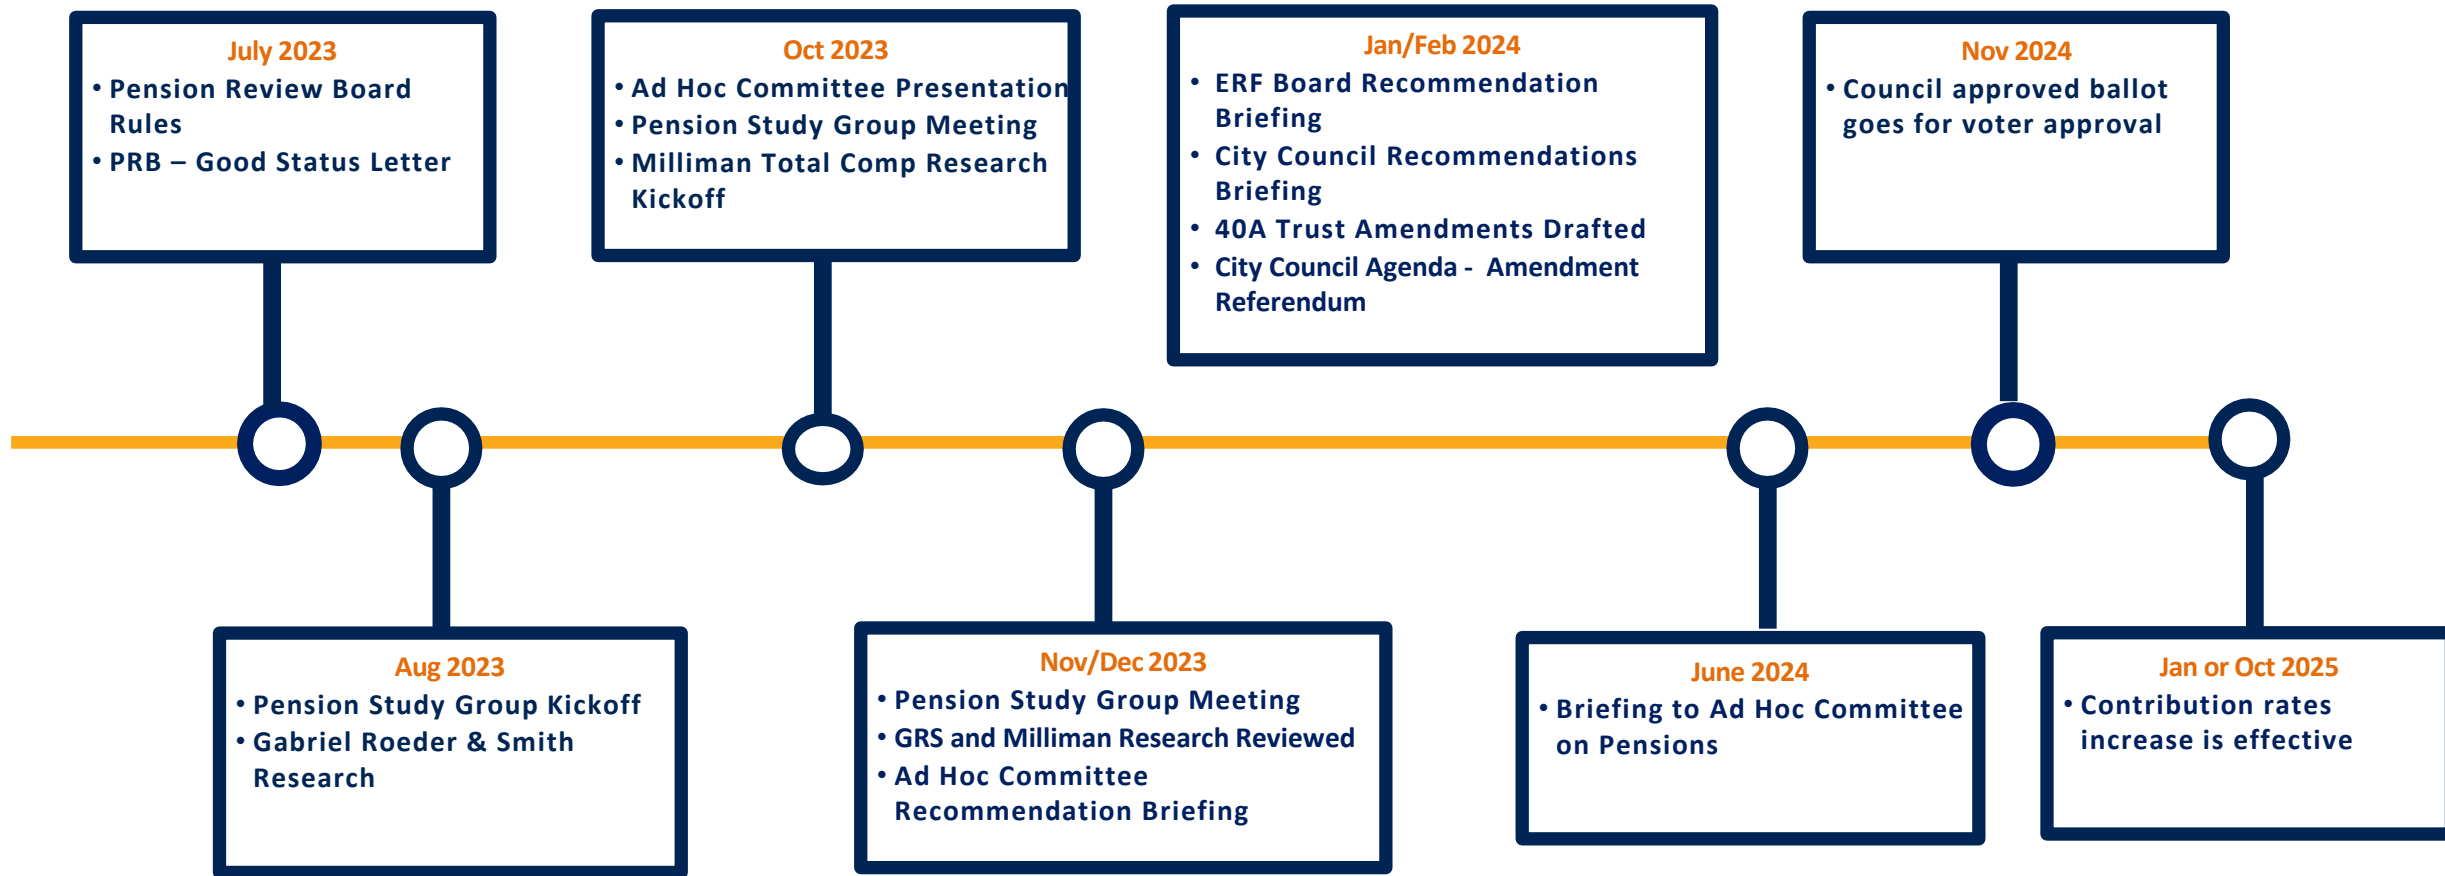 July 2023
• Pension Review Board
Rules
• PRB – Good Status Letter
Aug 2023
• Pension Study Group Kickoff
• Gabriel Roeder & Smith
Research
Oct 2023
• Ad Hoc Committee Presentation
• Pension Study Group Meeting
• Milliman Total Comp Research
Kickoff
Nov/Dec 2023
• Pension Study Group Meeting
• GRS and Milliman Research Reviewed
• Ad Hoc Committee
Recommendation Briefing
Jan/Feb 2024
• ERF Board Recommendation
Briefing
• City Council Recommendations
Briefing
• 40A Trust Amendments Drafted
• City Council Agenda - Amendment
Referendum
June 2024
• Briefing to Ad Hoc Committee
on Pensions
Nov 2024
• Council approved ballot
goes for voter approval
Jan or Oct 2025
• Contribution rates
increase is effective